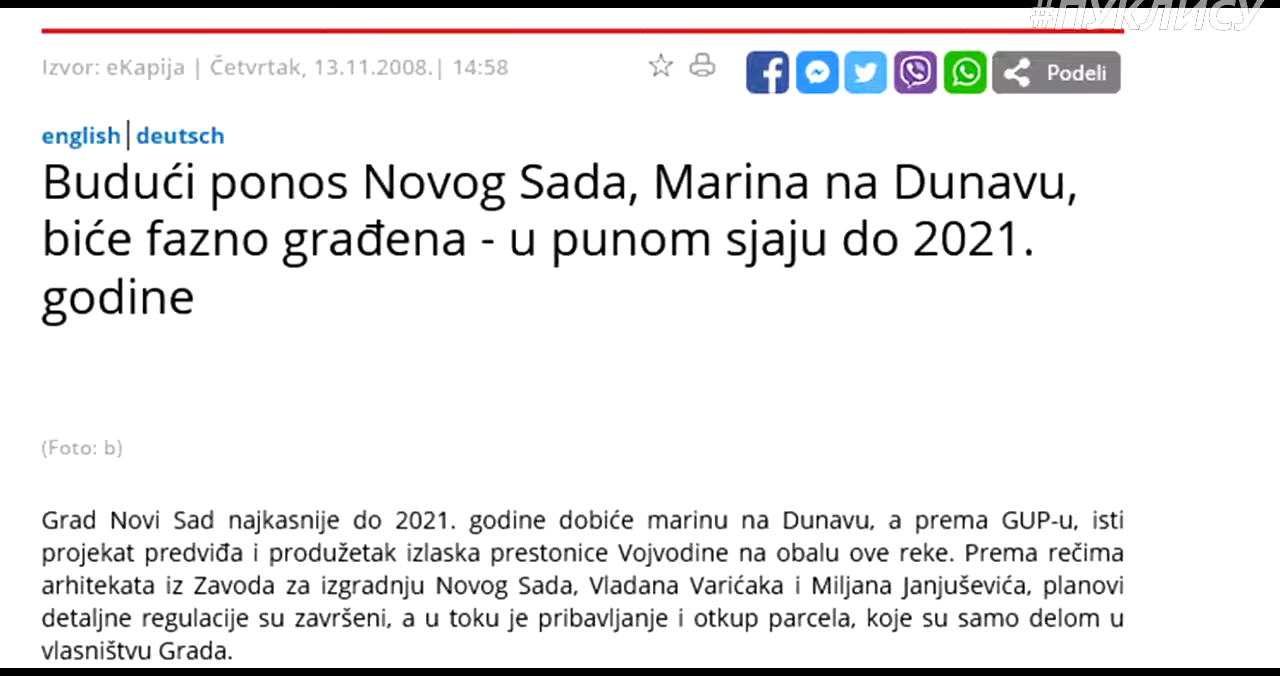 #ПУКЛИСУ
Izvor: eKapija | Četvrtak, 13.11.2008.| 14:58
Podeli
english|deutsch
Budući ponos Novog Sada, Marina na Dunavu,
biće fazno građena - u punom sjaju do 2021.
godine
(Foto: b)
Grad Novi Sad najkasnije do 2021. godine dobiće marinu na Dunavu, a prema GUP-u, isti
projekat predviđa i produžetak izlaska prestonice Vojvodine na obalu ove reke. Prema rečima
arhitekata iz Zavoda za izgradnju Novog Sada, Vladana Varićaka i Miljana Janjuševića, planovi
detaljne regulacije su završeni, a u toku je pribavljanje i otkup parcela, koje su samo delom u
vlasništvu Grada.